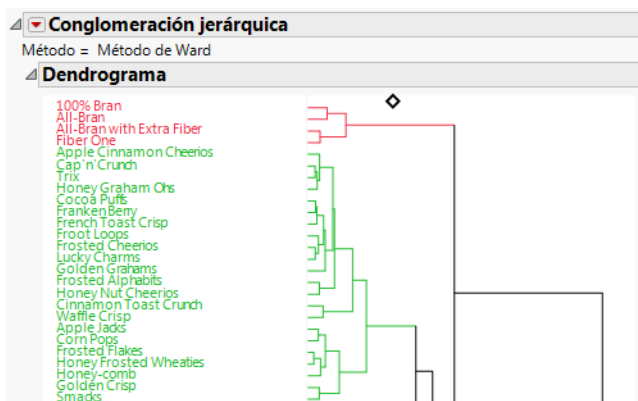 Conglomeración jerárquica
Método = Método de Ward
Dendrograma
100% Bran
All-Bran
All-Bran with Extra Fiber
Fiber One
Apple Cinnamon Cheerios
Cap'n'Crunch
Trix
Honey Graham Ohs
Cocoa Puffs
FrankenBerry
French Toast Crisp
Froot Loops
Frosted Cheerios
Lucky Charms
Golden Grahams
Frosted Alphabits
Honey Nut Cheerios
Cinnamon Toast Crunch
Waffle Crisp
Apple Jacks
Corn Pops
Frosted Flakes
Honey Frosted Wheaties
Honey-comb
Golden Crisp
Smacks